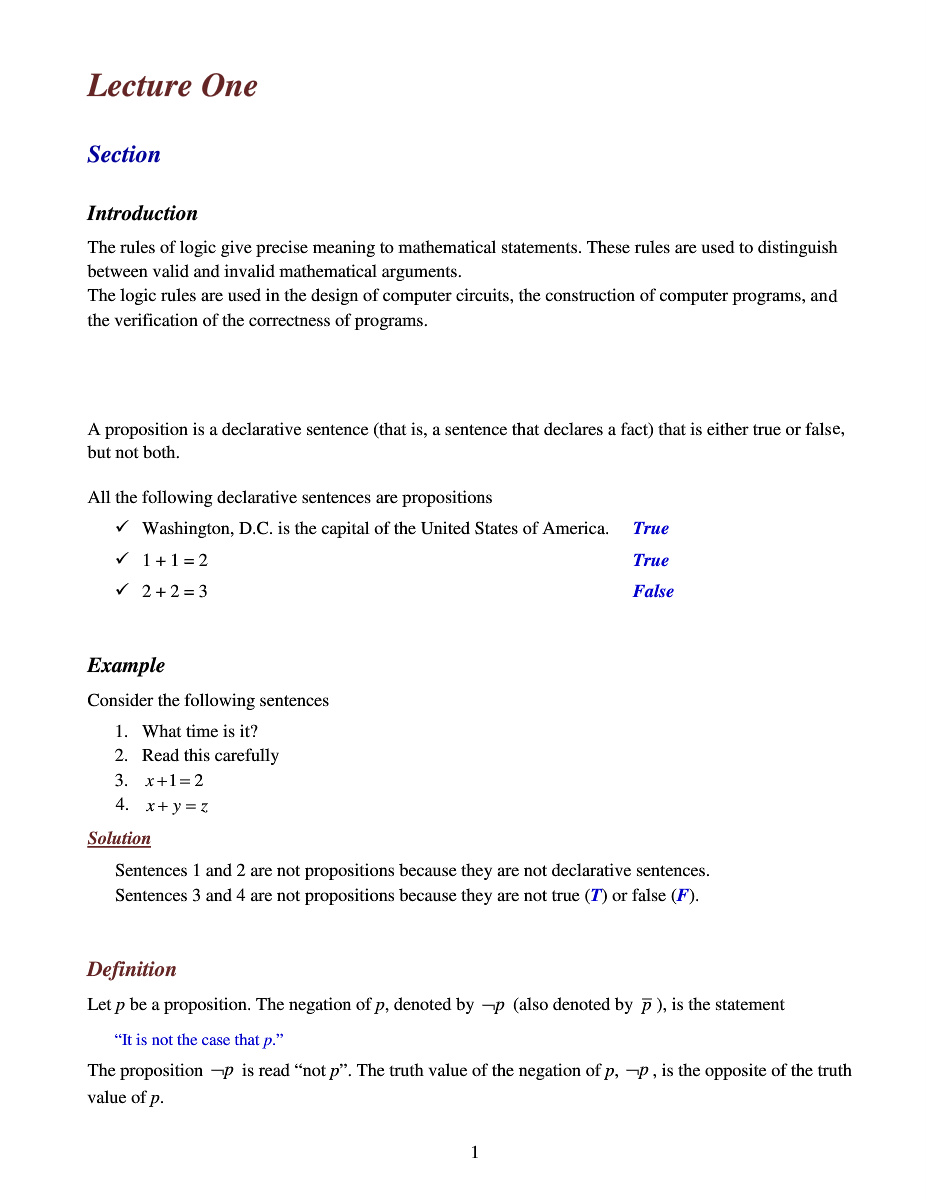 Lecture One
Section
Introduction
The rules of logic give precise meaning to mathematical statements. These rules are used to distinguish
between valid and invalid mathematical arguments.
The logic rules are used in the design of computer circuits, the construction of computer programs, and
the verification of the correctness of programs.
A proposition is a declarative sentence (that is, a sentence that declares a fact) that is either true or false,
but not both.
All the following declarative sentences are propositions
✓ Washington, D.C. is the capital of the United States of America. True
✓ 1 + 1 = 2 True
✓ 2 + 2 = 3 False
Example
Consider the following sentences
1. What time is it?
2. Read this carefully
3. x + 1 = 2
4. x + y = z
Solution
Sentences 1 and 2 are not propositions because they are not declarative sentences.
Sentences 3 and 4 are not propositions because they are not true (T) or false (F).
Definition
Let p be a proposition. The negation of p, denoted by ¬p (also denoted by p̅ ), is the statement
“It is not the case that p.”
The proposition ¬p is read “not p”. The truth value of the negation of p, ¬p , is the opposite of the truth
value of p.
1